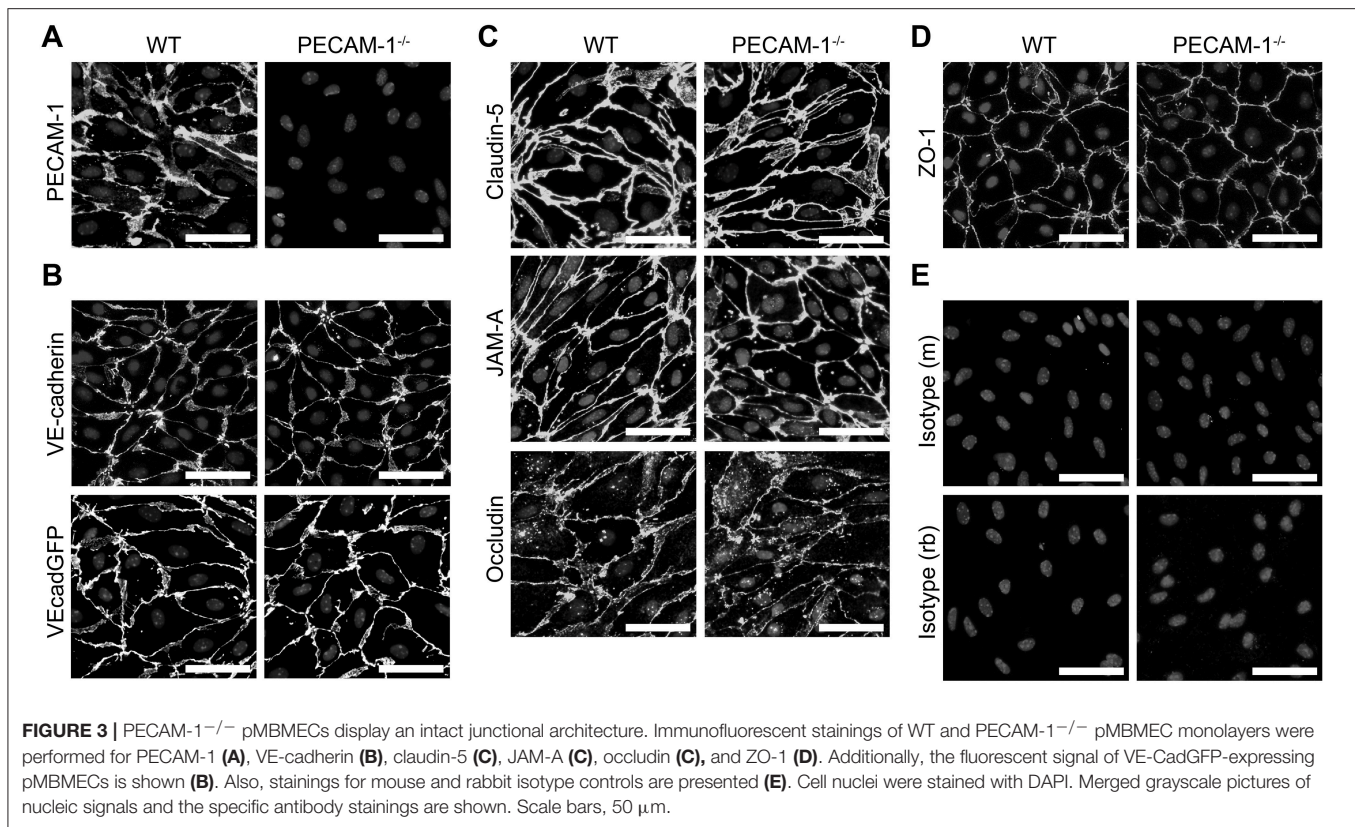 A
WT
PECAM-1-/-
PECAM-1
B
VE-cadherin
VEcadGFP
C
WT
PECAM-1-/-
Claudin-5
JAM-A
Occludin
D
WT
PECAM-1-/-
ZO-1
E
Isotype (m)
Isotype (rb)
FIGURE 3 | PECAM-1−/− pMBMECs display an intact junctional architecture. Immunofluorescent stainings of WT and PECAM-1−/− pMBMEC monolayers were
performed for PECAM-1 (A), VE-cadherin (B), claudin-5 (C), JAM-A (C), occludin (C), and ZO-1 (D). Additionally, the fluorescent signal of VE-CadGFP-expressing
pMBMECs is shown (B). Also, stainings for mouse and rabbit isotype controls are presented (E). Cell nuclei were stained with DAPI. Merged grayscale pictures of
nucleic signals and the specific antibody stainings are shown. Scale bars, 50 μm.